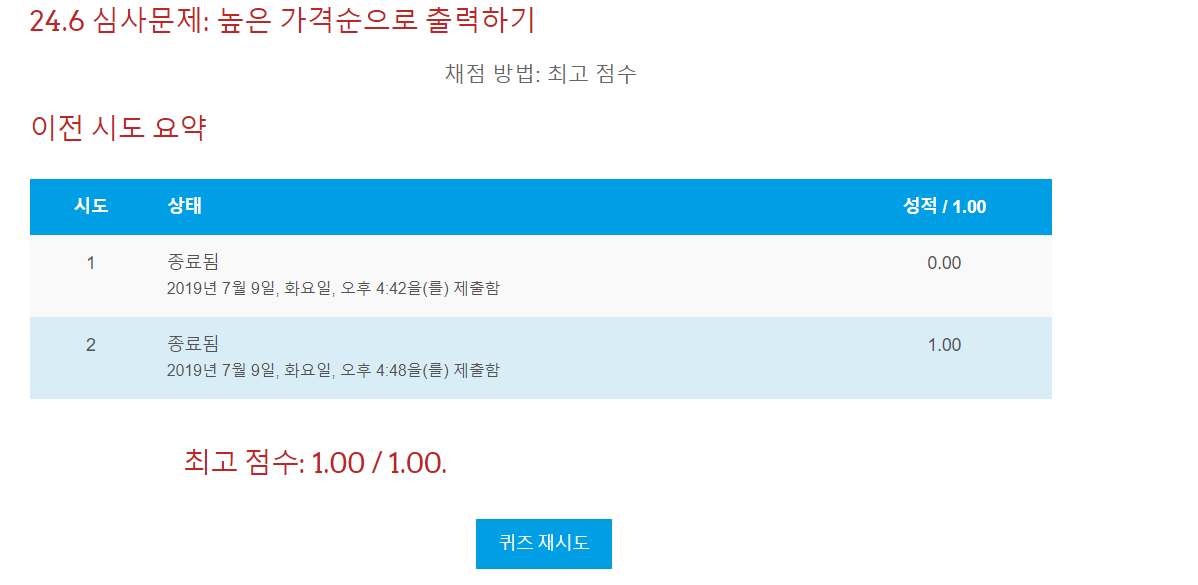 24.6 심사문제: 높은 가격순으로 출력하기
채점 방법: 최고 점수
이전 시도 요약
시도 상태 성적 / 1.00
1 종료됨 0.00
2019년 7월 9일, 화요일, 오후 4:42을(를) 제출함
2 종료됨 1.00
2019년 7월 9일, 화요일, 오후 4:48을(를) 제출함
최고 점수: 1.00 / 1.00.
퀴즈 재시도